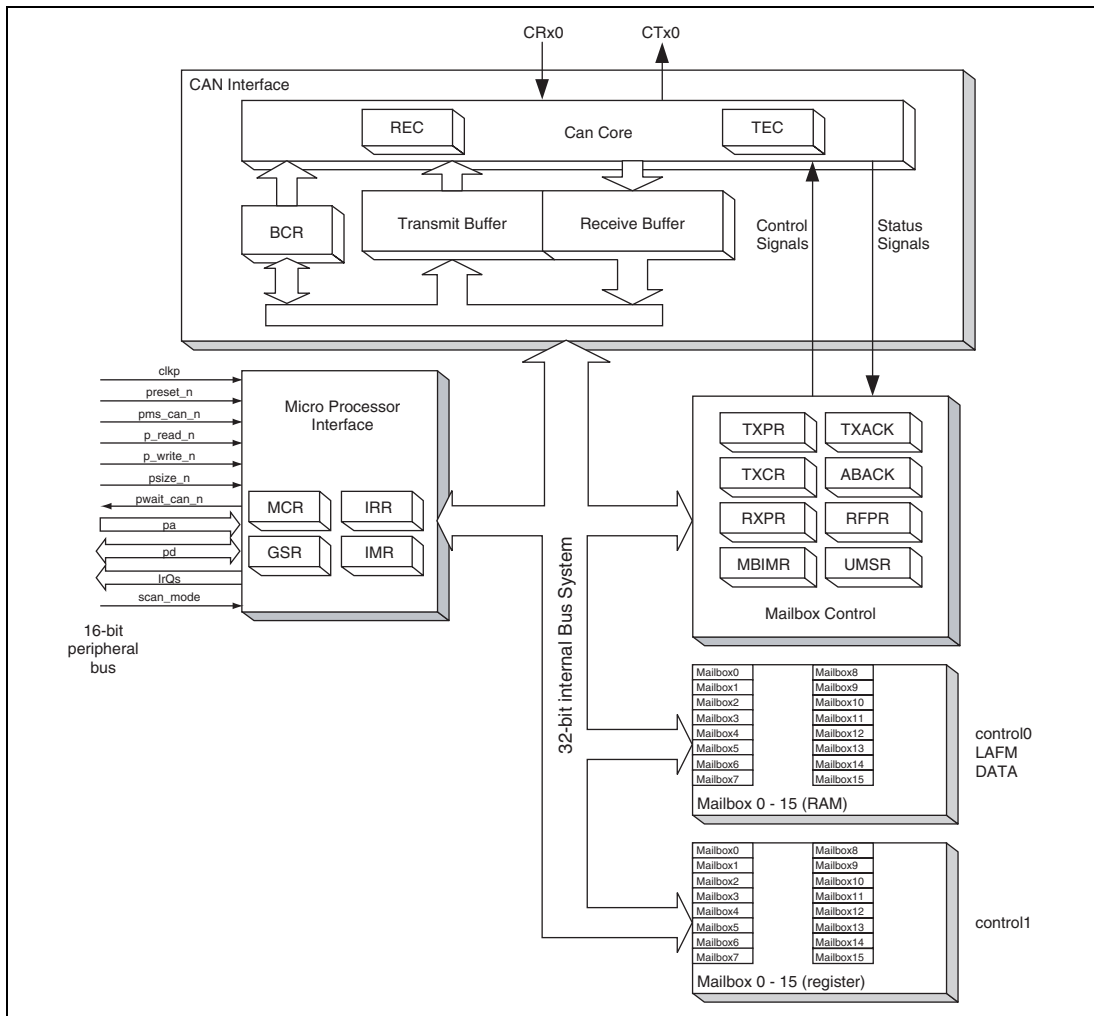 CRx0
CTx0
CAN Interface
REC
Can Core
TEC
BCR
Transmit Buffer
Receive Buffer
Control
Signals
Status
Signals
clkp
preset_n
pms_can_n
p_read_n
p_write_n
psize_n
pwait_can_n
pa
pd
IrQs
scan_mode
16-bit
peripheral
bus
Micro Processor
Interface
MCR
IRR
GSR
IMR
32-bit internal Bus System
TXPR
TXACK
TXCR
ABACK
RXPR
RFPR
MBIMR
UMSR
Mailbox Control
Mailbox0
Mailbox1
Mailbox2
Mailbox3
Mailbox4
Mailbox5
Mailbox6
Mailbox7
Mailbox8
Mailbox9
Mailbox10
Mailbox11
Mailbox12
Mailbox13
Mailbox14
Mailbox15
Mailbox 0 - 15 (RAM)
control0
LAFM
DATA
Mailbox0
Mailbox1
Mailbox2
Mailbox3
Mailbox4
Mailbox5
Mailbox6
Mailbox7
Mailbox8
Mailbox9
Mailbox10
Mailbox11
Mailbox12
Mailbox13
Mailbox14
Mailbox15
Mailbox 0 - 15 (register)
control1